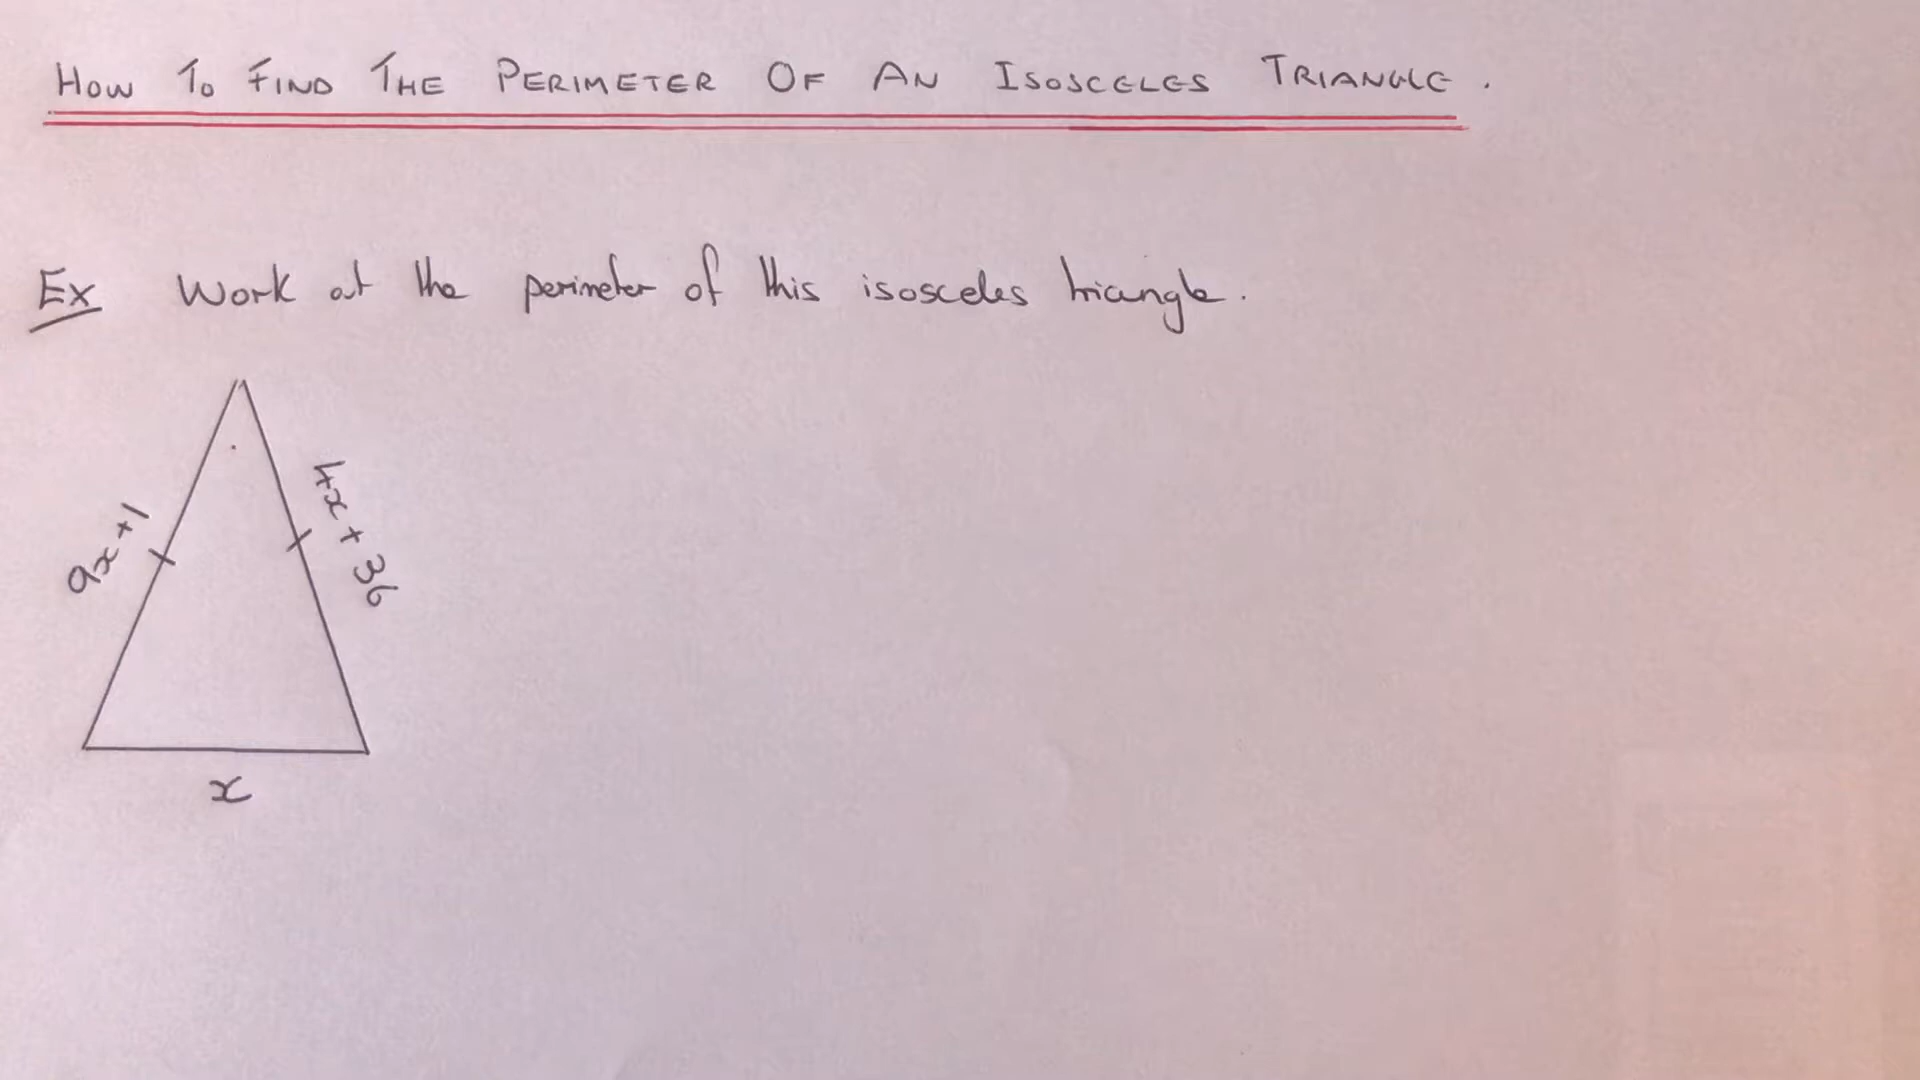 HOW TO FIND THE PERIMETER OF AN ISOSCELES TRIANGLE.
Ex Work out the perimeter of this isosceles triangle.
9x+1
4x+36
x